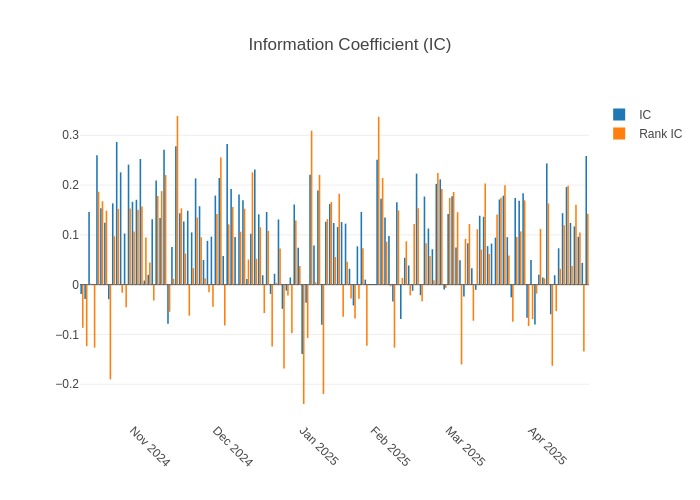 Information Coefficient (IC)
IC
Rank IC
0.3
0.2
0.1
0
−0.1
−0.2
Nov 2024
Dec 2024
Jan 2025
Feb 2025
Mar 2025
Apr 2025